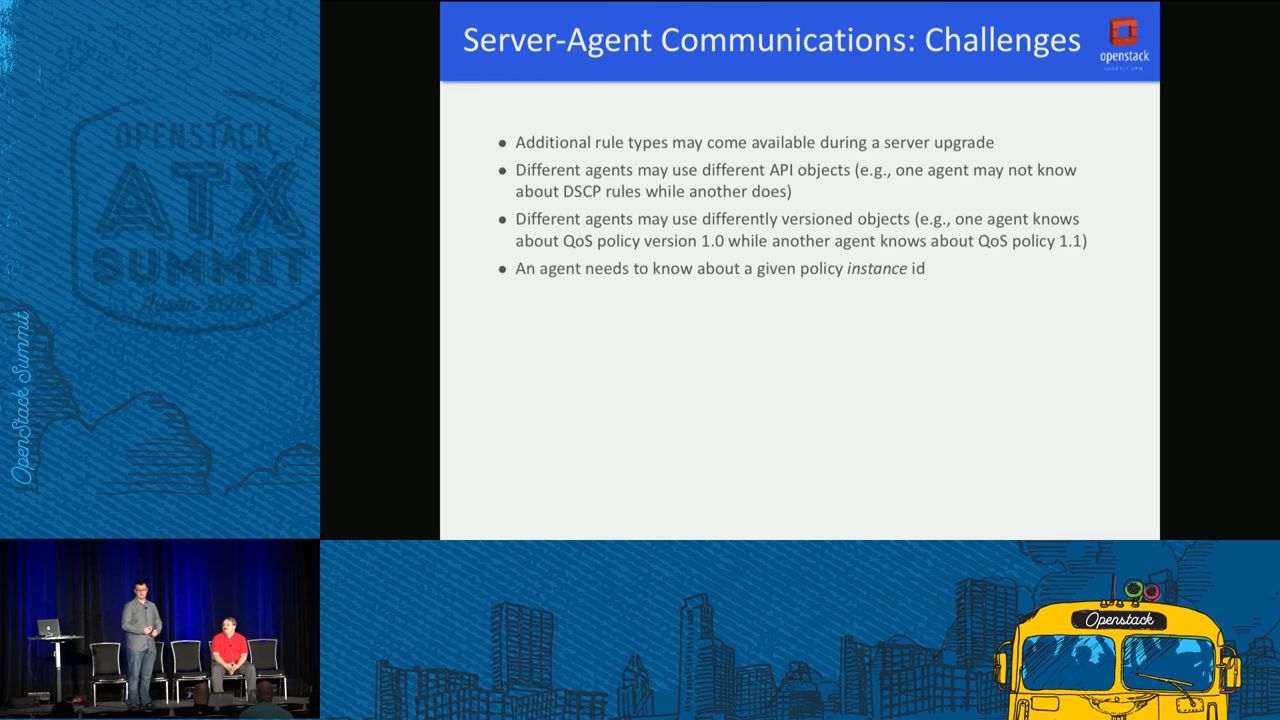 Server-Agent Communications: Challenges
openstack
● Additional rule types may come available during a server upgrade
● Different agents may use different API objects (e.g., one agent may not know
about DSCP rules while another does)
● Different agents may use differently versioned objects (e.g., one agent knows
about QoS policy version 1.0 while another agent knows about QoS policy 1.1)
● An agent needs to know about a given policy instance id
OPENSTACK
ATX
SUMMIT
Austin 2016
OpenStack Summit
Openstack